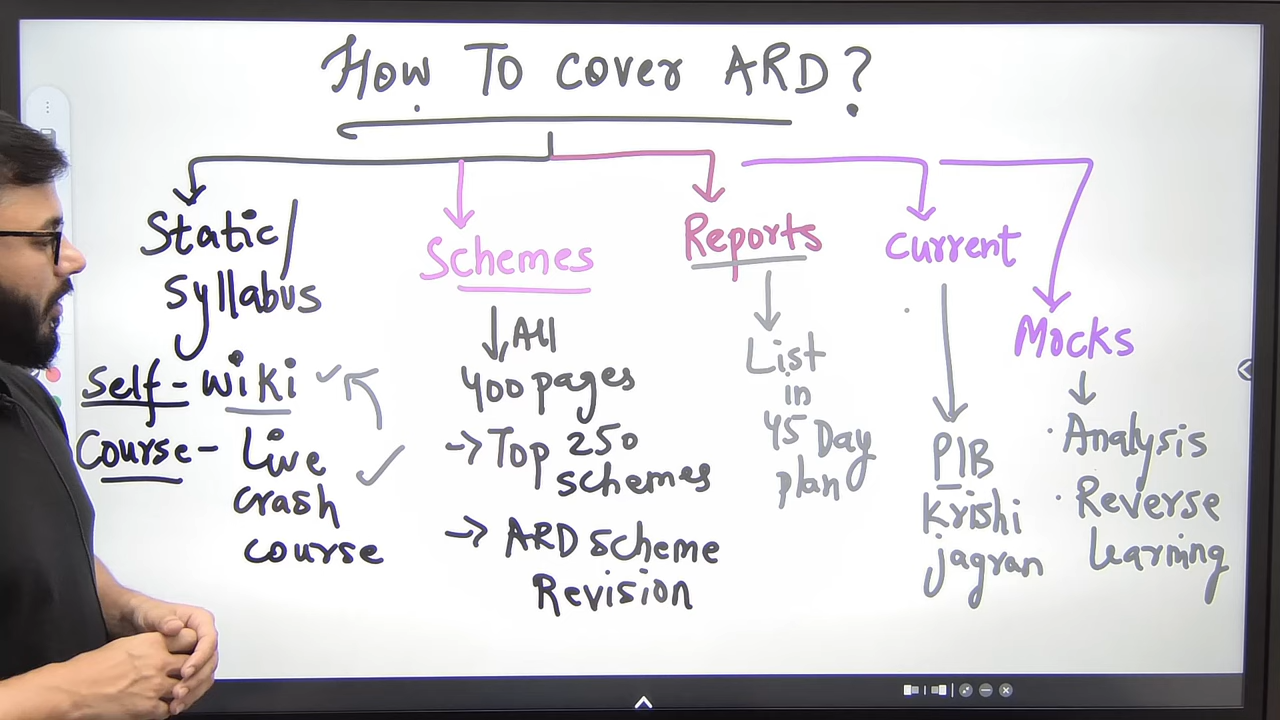 How To cover ARD?
Static/
syllabus
Self - wiki
Course - Live
crash
course
Schemes
All
400 pages
-> Top 250
schemes
-> ARD scheme
Revision
Reports
List
in
45 Day
plan
current
PIB
Krishi
jagran
Mocks
· Analysis
· Reverse
Learning